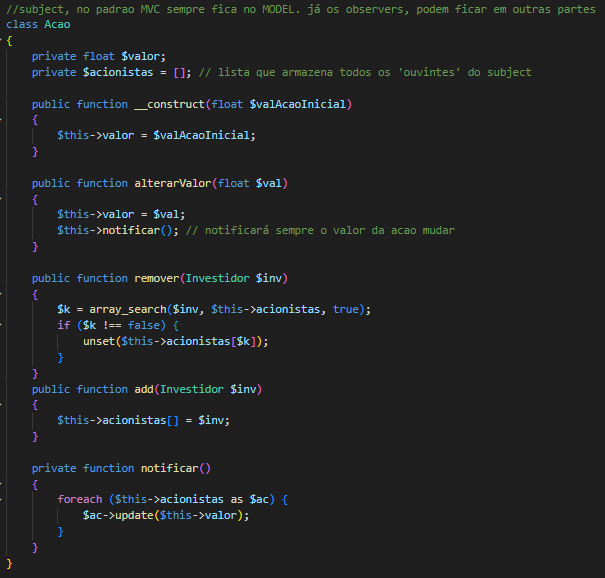 //subject, no padrao MVC sempre fica no MODEL. já os observers, podem ficar em outras partes
class Acao
{
    private float $valor;
    private $acionistas = []; // lista que armazena todos os 'ouvintes' do subject

    public function __construct(float $valAcaoInicial)
    {
        $this->valor = $valAcaoInicial;
    }

    public function alterarValor(float $val)
    {
        $this->valor = $val;
        $this->notificar(); // notificará sempre o valor da acao mudar
    }

    public function remover(Investidor $inv)
    {
        $k = array_search($inv, $this->acionistas, true);
        if ($k !== false) {
            unset($this->acionistas[$k]);
        }
    }
    public function add(Investidor $inv)
    {
        $this->acionistas[] = $inv;
    }

    private function notificar()
    {
        foreach ($this->acionistas as $ac) {
            $ac->update($this->valor);
        }
    }
}